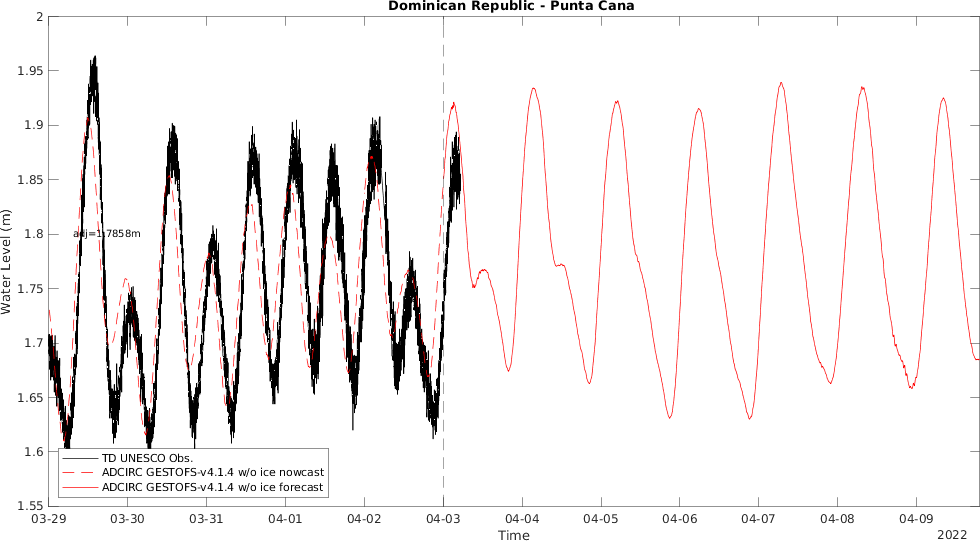 Dominican Republic - Punta Cana
2
1.95
1.9
1.85
1.8
1.75
1.7
1.65
1.6
1.55
Water Level (m)
adj=1.7858m
TD UNESCO Obs.
ADCIRC GESTOFS-v4.1.4 w/o ice nowcast
ADCIRC GESTOFS-v4.1.4 w/o ice forecast
03-29 03-30 03-31 04-01 04-02 04-03 04-04 04-05 04-06 04-07 04-08 04-09
Time
2022